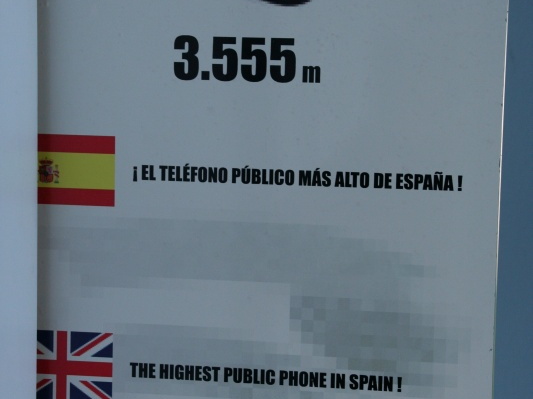 3.555 m
¡ EL TELÉFONO PÚBLICO MÁS ALTO DE ESPAÑA !
THE HIGHEST PUBLIC PHONE IN SPAIN !